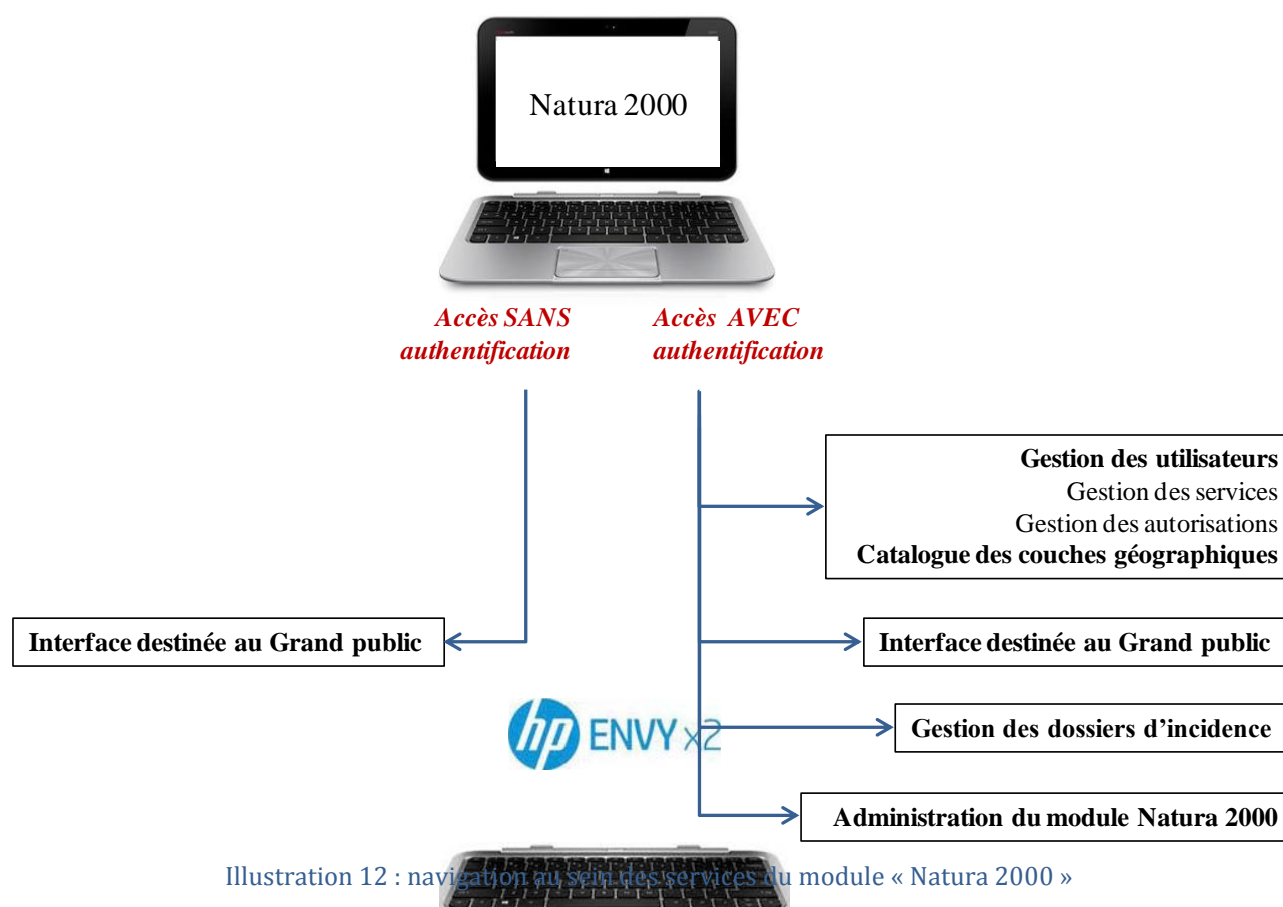 Natura 2000
Accès SANS
authentification
Accès AVEC
authentification
Gestion des utilisateurs
Gestion des services
Gestion des autorisations
Catalogue des couches géographiques
Interface destinée au Grand public
Interface destinée au Grand public
hp ENVY x2
Gestion des dossiers d’incidence
Administration du module Natura 2000
Illustration 12 : navigation au sein des services du module « Natura 2000 »